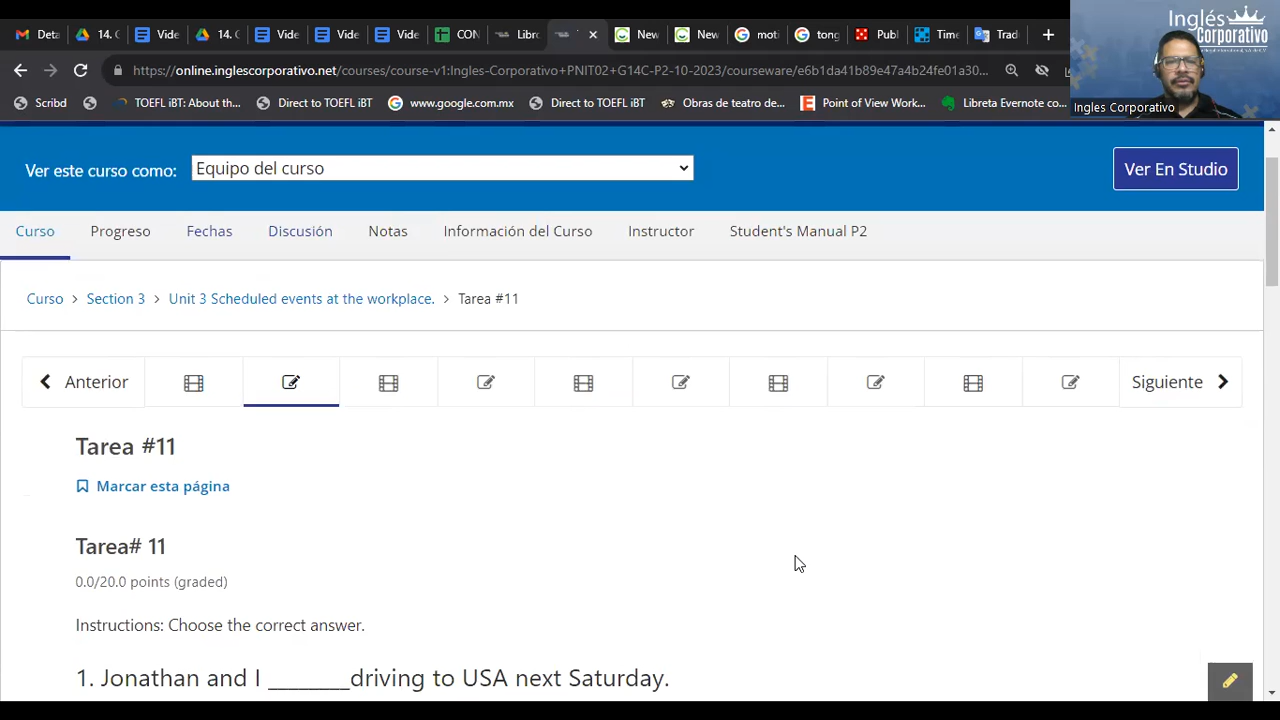 Deta
14. (
Vide
14. (
Vide
Vide
Vide
CON
Libro
New
New
moti
tong
Publ
Time
Trad
https://online.inglescorporativo.net/courses/course-v1:Ingles-Corporativo+PNIT02+G14C-P2-10-2023/courseware/e6b1da41b89e47a4b24fe01a30...
Scribd
TOEFL iBT: About th...
Direct to TOEFL iBT
www.google.com.mx
Direct to TOEFL iBT
Obras de teatro de...
Point of View Work...
Libreta Evernote co...
Inglés
Corporativo
Ingles Corporativo
Ver este curso como:
Equipo del curso
Ver En Studio
Curso
Progreso
Fechas
Discusión
Notas
Información del Curso
Instructor
Student's Manual P2
Curso > Section 3 > Unit 3 Scheduled events at the workplace. > Tarea #11
Anterior
Siguiente
Tarea #11
Marcar esta página
Tarea# 11
0.0/20.0 points (graded)
Instructions: Choose the correct answer.
1. Jonathan and I ________driving to USA next Saturday.